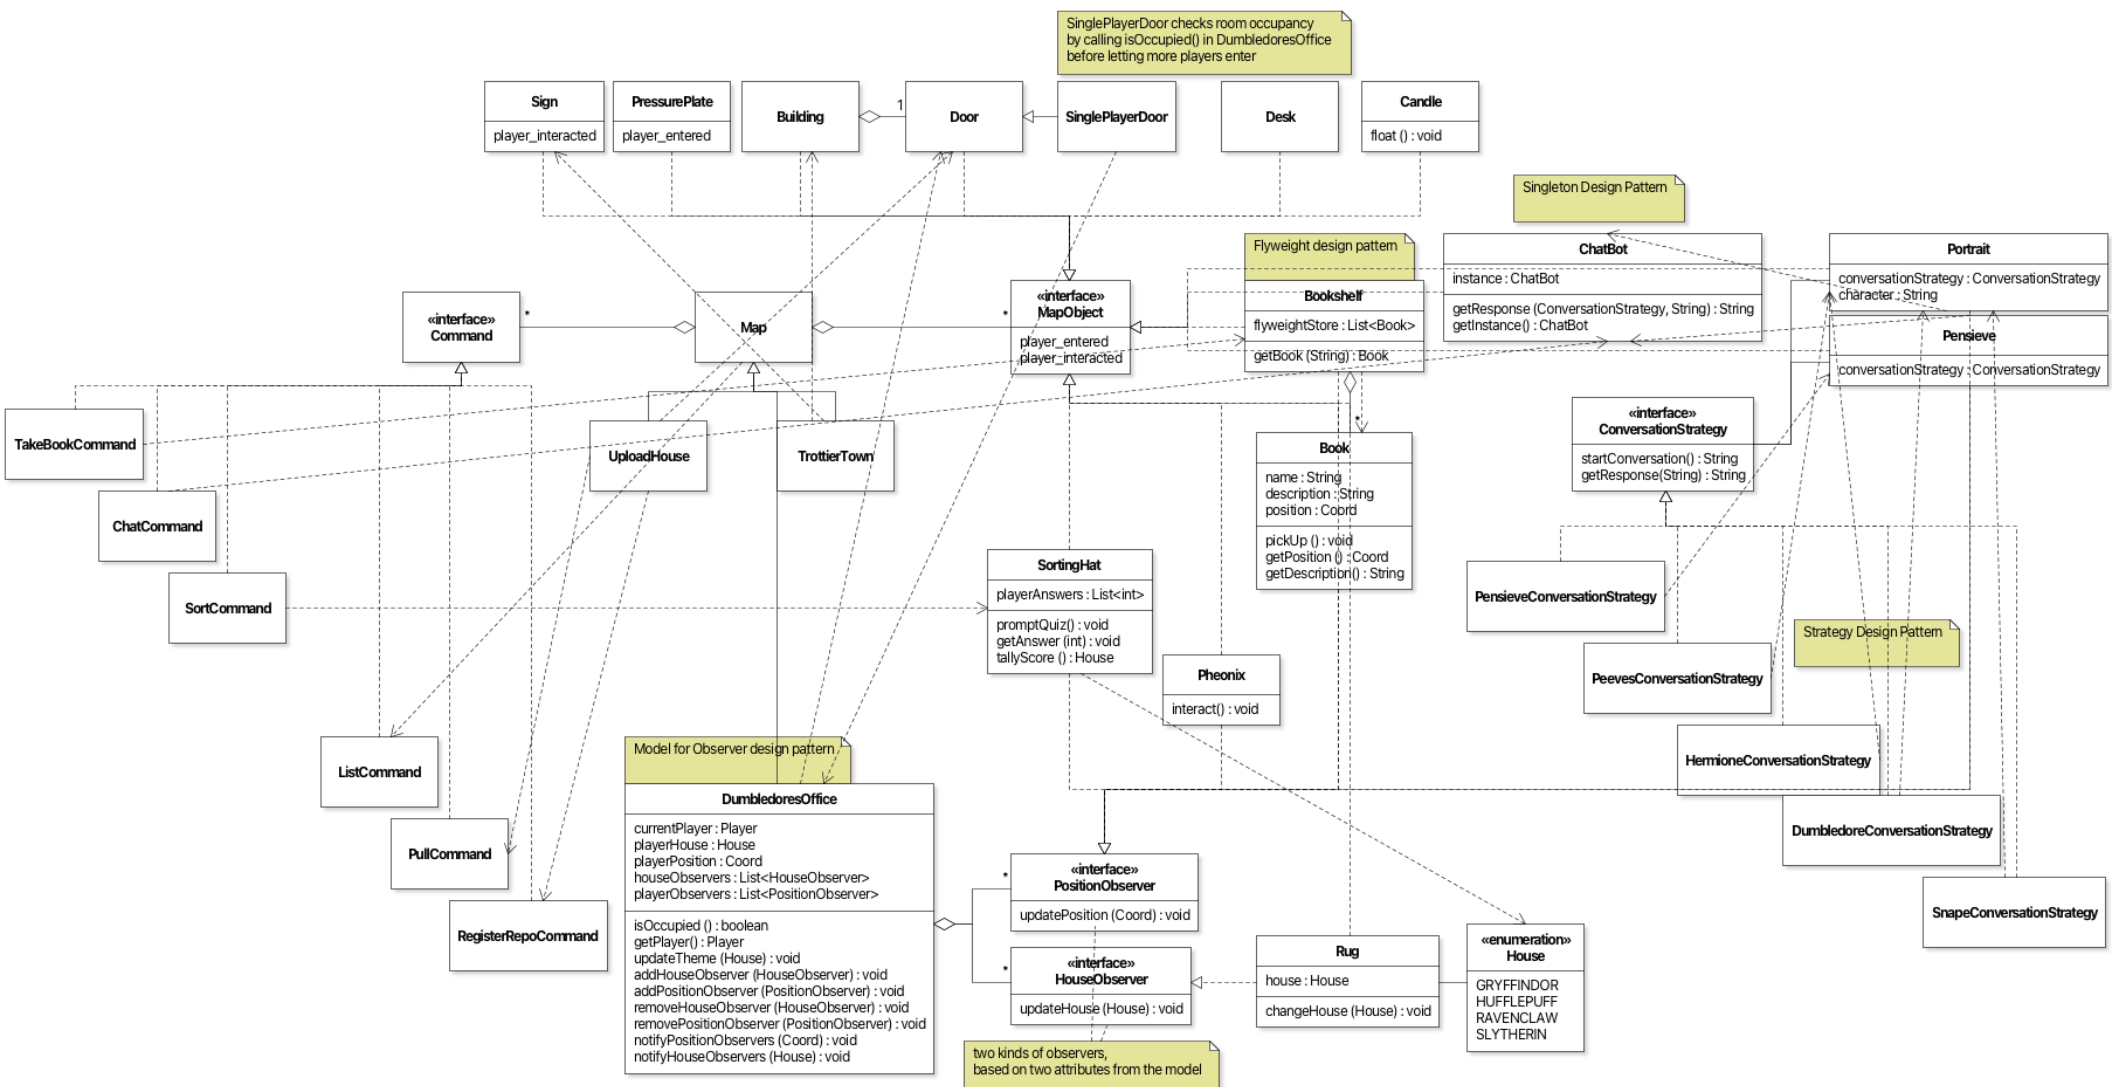 SinglePlayerDoor checks room occupancy
by calling isOccupied() in DumbledoresOffice
before letting more players enter
Sign
player_interacted
PressurePlate
player_entered
Building
1
Door
SinglePlayerDoor
Desk
Candle
float () : void
Singleton Design Pattern
Flyweight design pattern
ChatBot
instance : ChatBot
getResponse (ConversationStrategy, String) : String
getInstance() : ChatBot
Portrait
conversationStrategy : ConversationStrategy
character : String
Pensieve
conversationStrategy : ConversationStrategy
«interface»
Command
*
Map
*
«interface»
MapObject
player_entered
player_interacted
Bookshelf
flyweightStore : List<Book>
getBook (String) : Book
*
TakeBookCommand
ChatCommand
SortCommand
UploadHouse
TrottierTown
Book
name : String
description : String
position : Coord
pickUp () : void
getPosition () : Coord
getDescription() : String
«interface»
ConversationStrategy
startConversation() : String
getResponse(String) : String
SortingHat
playerAnswers : List<int>
promptQuiz() : void
getAnswer (int) : void
tallyScore () : House
Pheonix
interact() : void
PensieveConversationStrategy
PeevesConversationStrategy
Strategy Design Pattern
HermioneConversationStrategy
DumbledoreConversationStrategy
SnapeConversationStrategy
ListCommand
PullCommand
RegisterRepoCommand
Model for Observer design pattern
DumbledoresOffice
currentPlayer : Player
playerHouse : House
playerPosition : Coord
houseObservers : List<HouseObserver>
playerObservers : List<PositionObserver>
isOccupied () : boolean
getPlayer() : Player
updateTheme (House) : void
addHouseObserver (HouseObserver) : void
addPositionObserver (PositionObserver) : void
removeHouseObserver (HouseObserver) : void
removePositionObserver (PositionObserver) : void
notifyPositionObservers (Coord) : void
notifyHouseObservers (House) : void
*
«interface»
PositionObserver
updatePosition (Coord) : void
*
«interface»
HouseObserver
updateHouse (House) : void
Rug
house : House
changeHouse (House) : void
«enumeration»
House
GRYFFINDOR
HUFFLEPUFF
RAVENCLAW
SLYTHERIN
two kinds of observers,
based on two attributes from the model